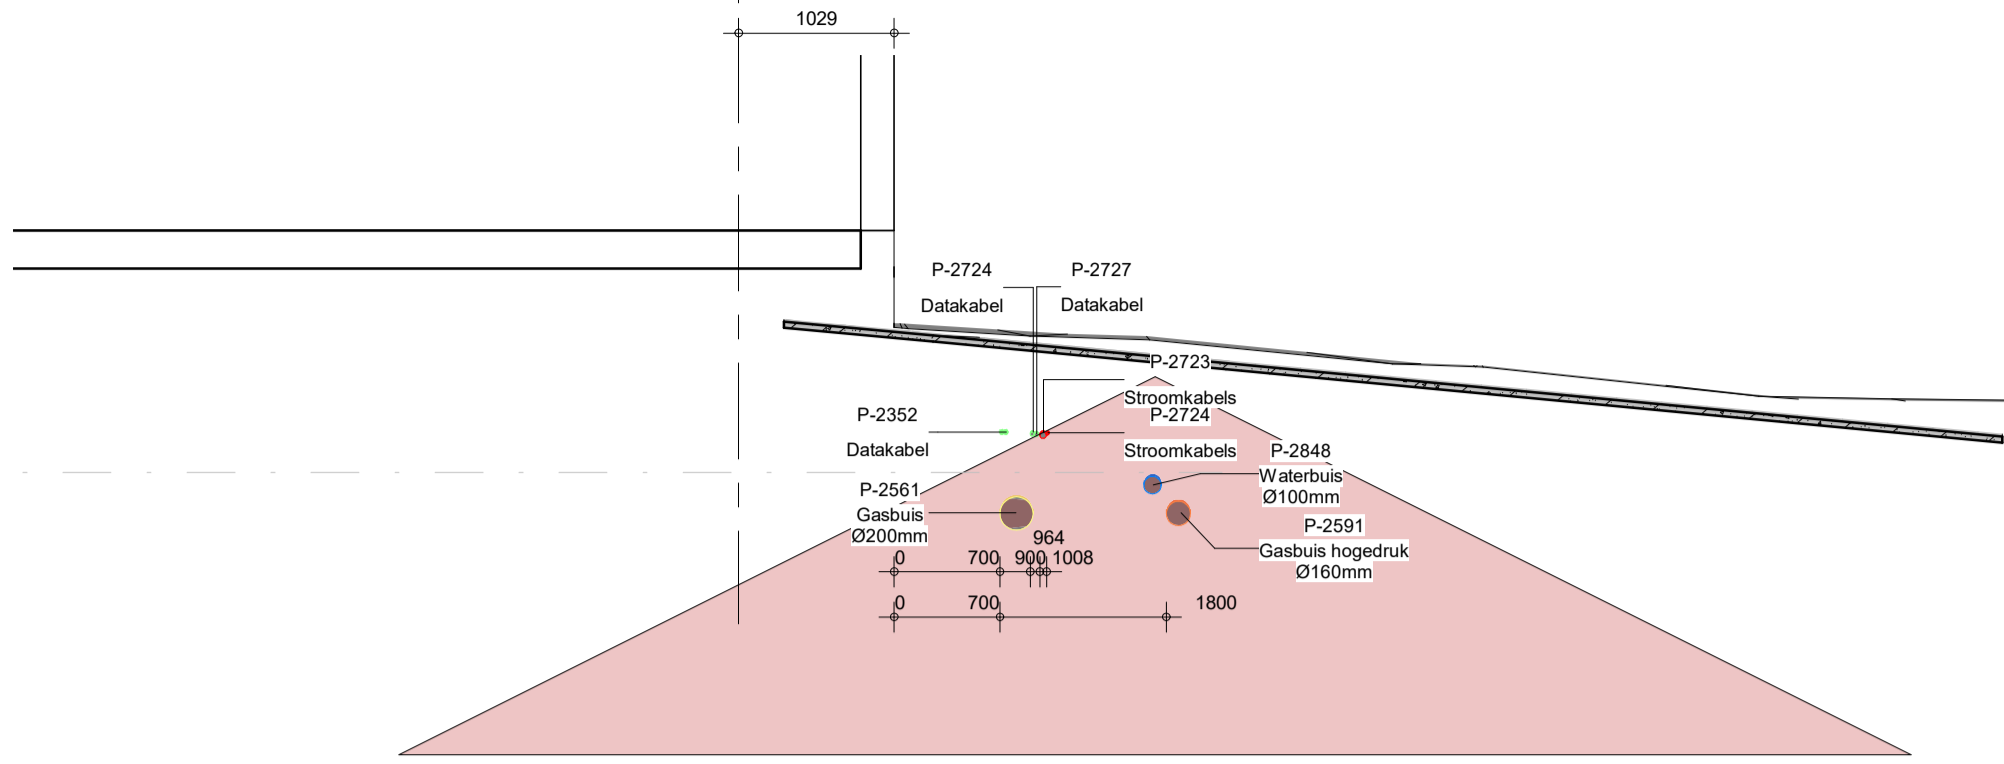 1029
P-2724
Datakabel
P-2727
Datakabel
P-2723
Stroomkabels
P-2724
Stroomkabels
P-2352
Datakabel
P-2848
Waterbuis
Ø100mm
P-2561
Gasbuis
Ø200mm
P-2591
Gasbuis hogedruk
Ø160mm
964
0 700 900 1008
0 700 1800